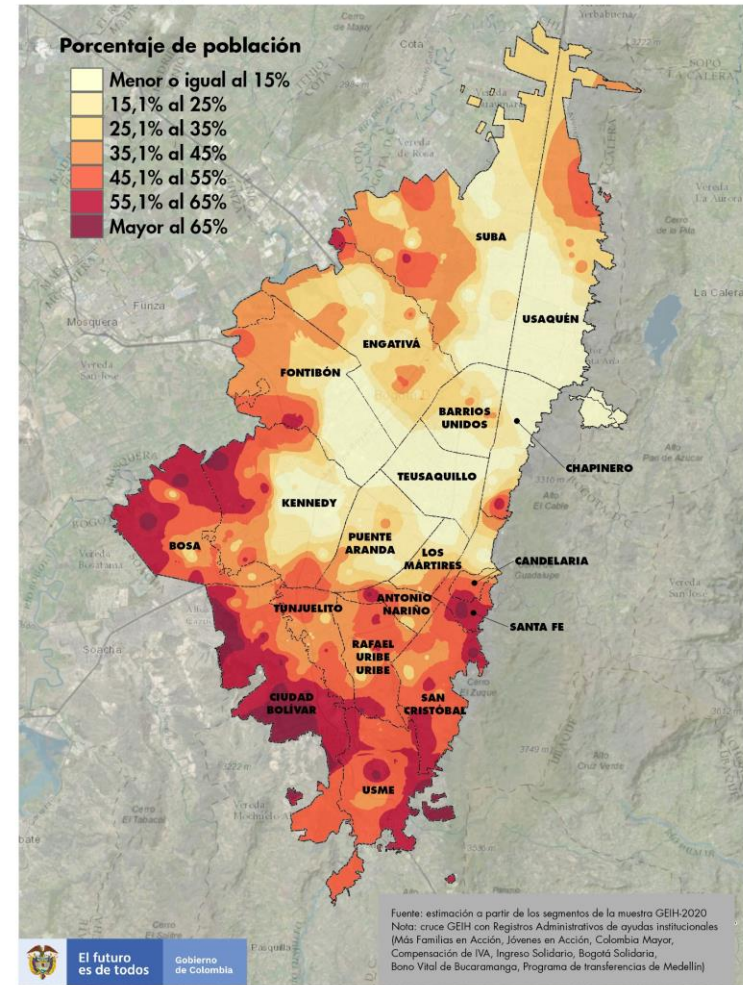 Porcentaje de población
Menor o igual al 15%
15,1% al 25%
25,1% al 35%
35,1% al 45%
45,1% al 55%
55,1% al 65%
Mayor al 65%
Cota
SUBA
USAQUÉN
La Calera
Funza
Mosquera
ENGATIVÁ
FONTIBÓN
BARRIOS
UNIDOS
CHAPINERO
TEUSAQUILLO
KENNEDY
PUENTE
ARANDA
LOS
MÁRTIRES
BOSA
CANDELARIA
TUNJUELITO
ANTONIO
NARIÑO
SANTA FE
RAFAEL
URIBE
URIBE
Soacha
CIUDAD
BOLÍVAR
SAN
CRISTÓBAL
USME
Pasquilla
Fuente: estimación a partir de los segmentos de la muestra GEIH-2020
Nota: cruce GEIH con Registros Administrativos de ayudas institucionales
(Más Familias en Acción, Jóvenes en Acción, Colombia Mayor,
Compensación de IVA, Ingreso Solidario, Bogotá Solidaria,
Bono Vital de Bucaramanga, Programa de transferencias de Medellín)
El futuro
es de todos
Gobierno
de Colombia